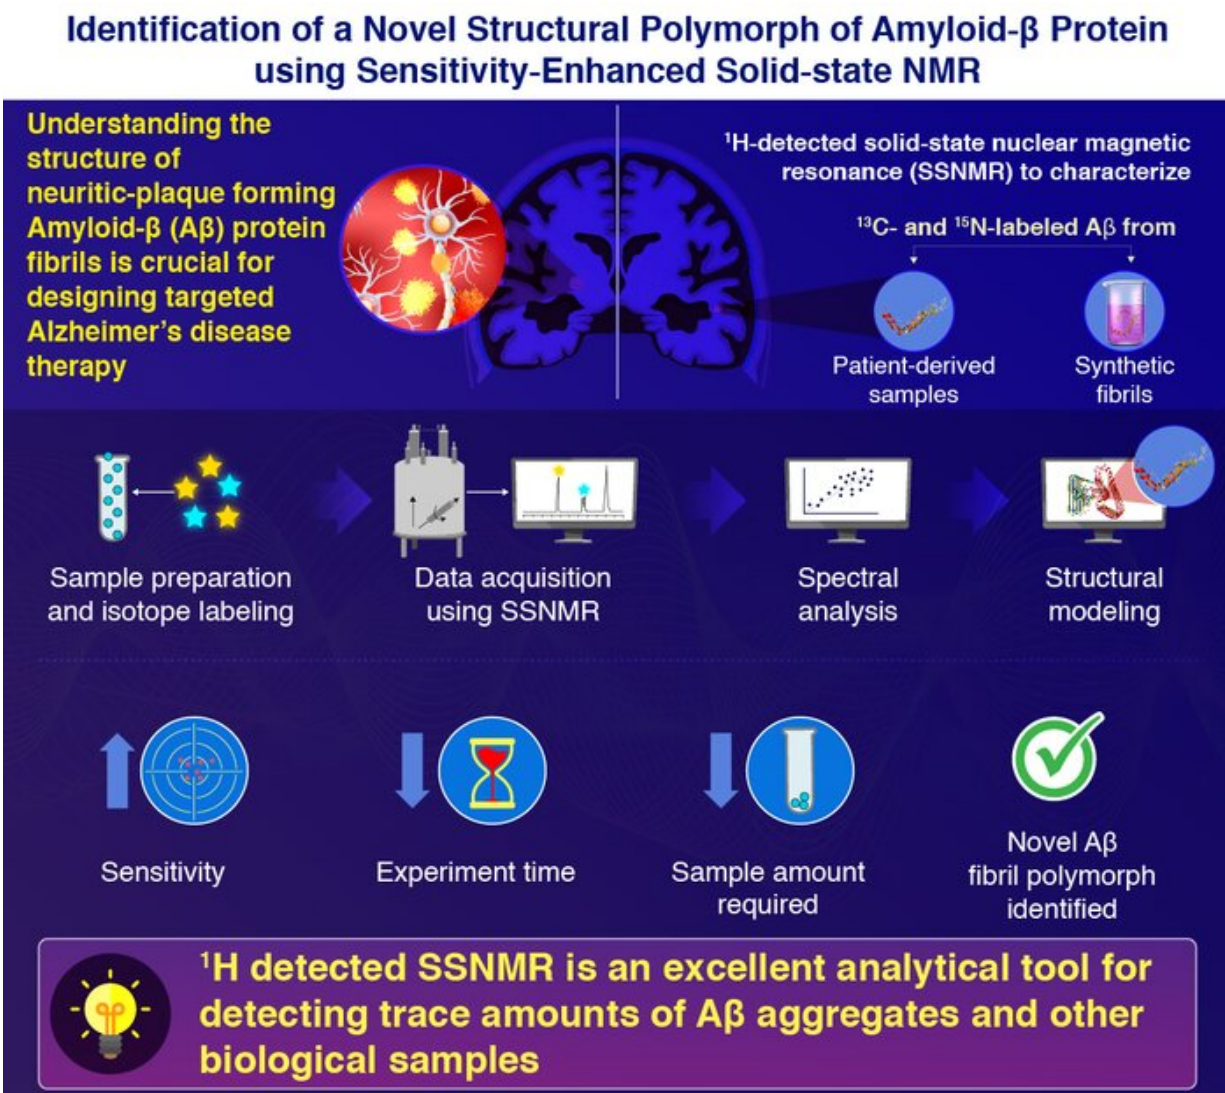 Identification of a Novel Structural Polymorph of Amyloid-β Protein
using Sensitivity-Enhanced Solid-state NMR
Understanding the
structure of
neuritic-plaque forming
Amyloid-β (Aβ) protein
fibrils is crucial for
designing targeted
Alzheimer’s disease
therapy
¹H-detected solid-state nuclear magnetic
resonance (SSNMR) to characterize
¹³C- and ¹⁵N-labeled Aβ from
Patient-derived
samples
Synthetic
fibrils
Sample preparation
and isotope labeling
Data acquisition
using SSNMR
Spectral
analysis
Structural
modeling
Sensitivity
Experiment time
Sample amount
required
Novel Aβ
fibril polymorph
identified
¹H detected SSNMR is an excellent analytical tool for
detecting trace amounts of Aβ aggregates and other
biological samples